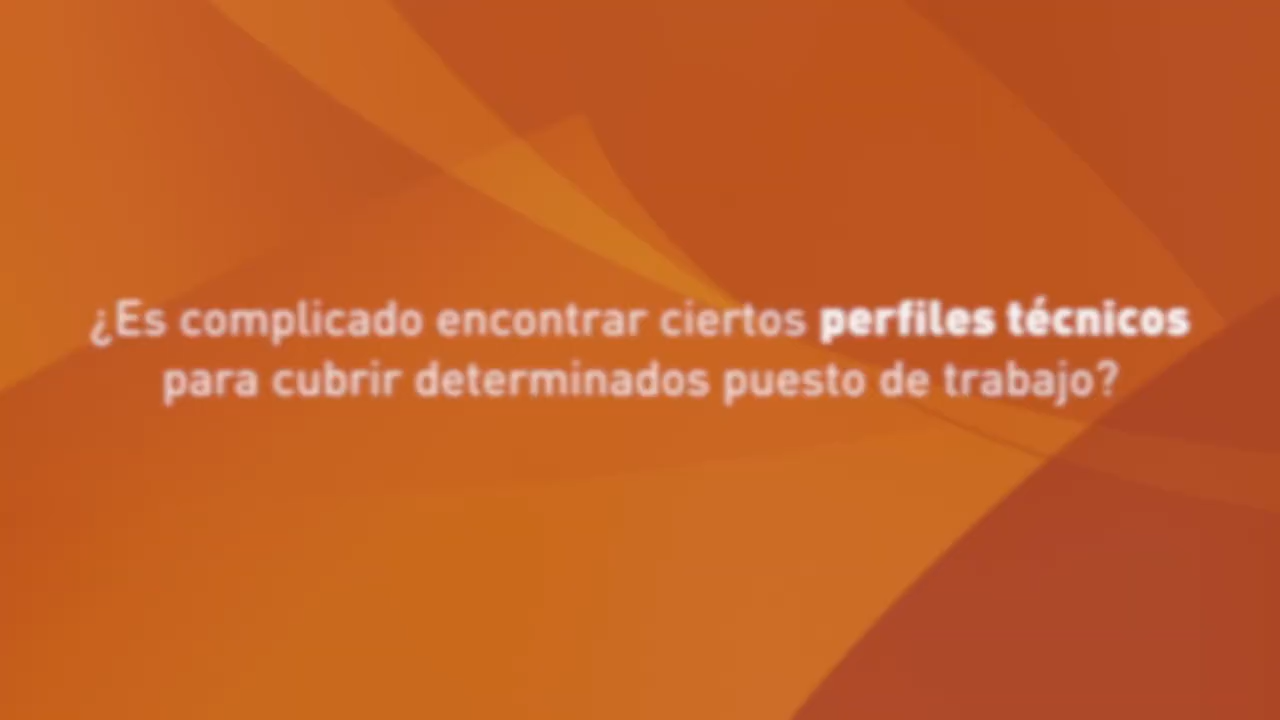 ¿Es complicado encontrar ciertos perfiles técnicos
para cubrir determinados puesto de trabajo?